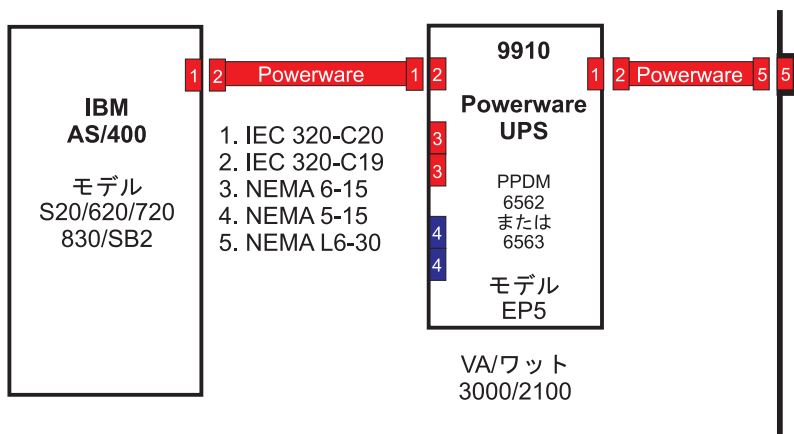 1
2
Powerware
1
IBM
AS/400
モデル
S20/620/720
830/SB2
1. IEC 320-C20
2. IEC 320-C19
3. NEMA 6-15
4. NEMA 5-15
5. NEMA L6-30
9910
2
1
Powerware
UPS
3
3
4
4
PPDM
6562
または
6563
モデル
EP5
VA/ワット
3000/2100
2
Powerware
5
5